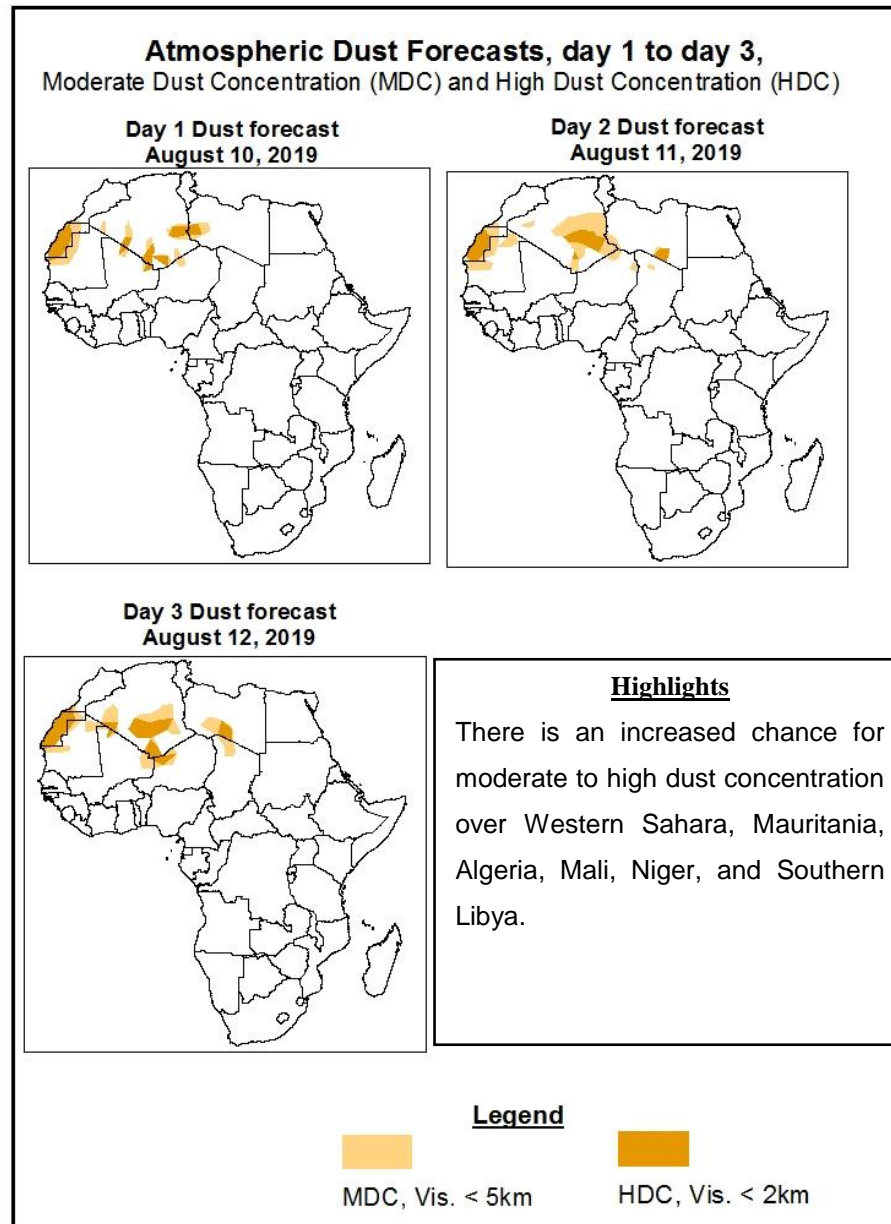 Atmospheric Dust Forecasts, day 1 to day 3,
Moderate Dust Concentration (MDC) and High Dust Concentration (HDC)
Day 1 Dust forecast
August 10, 2019
Day 2 Dust forecast
August 11, 2019
Day 3 Dust forecast
August 12, 2019
Highlights
There is an increased chance for
moderate to high dust concentration
over Western Sahara, Mauritania,
Algeria, Mali, Niger, and Southern
Libya.
Legend
MDC, Vis. < 5km
HDC, Vis. < 2km